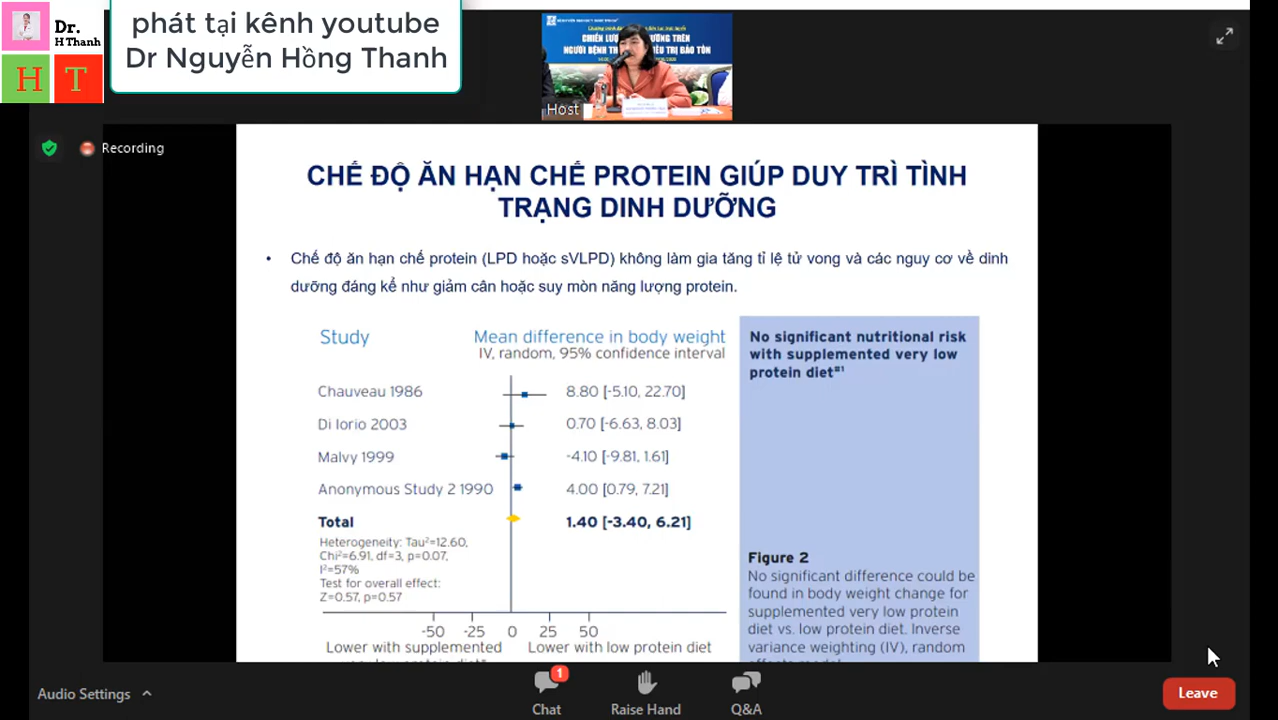 Dr.
H Thanh
H T
phát tại kênh youtube
Dr Nguyễn Hồng Thanh
CHIẾN LƯỢC
NGƯỜI BỆNH
Host
Recording
CHẾ ĐỘ ĂN HẠN CHẾ PROTEIN GIÚP DUY TRÌ TÌNH
TRẠNG DINH DƯỠNG
• Chế độ ăn hạn chế protein (LPD hoặc sVLPD) không làm gia tăng tỉ lệ tử vong và các nguy cơ về dinh
dưỡng đáng kể như giảm cân hoặc suy mòn năng lượng protein.
Study
Mean difference in body weight
IV, random, 95% confidence interval
Chauveau 1986 8.80 [-5.10, 22.70]
Di Iorio 2003 0.70 [-6.63, 8.03]
Malvy 1999 -4.10 [-9.81, 1.61]
Anonymous Study 2 1990 4.00 [0.79, 7.21]
Total 1.40 [-3.40, 6.21]
Heterogeneity: Tau²=12.60,
Chi²=6.91, df=3, p=0.07,
I²=57%
Test for overall effect:
Z=0.57, p=0.57
-50 -25 0 25 50
Lower with supplemented
Lower with low protein diet
No significant nutritional risk
with supplemented very low
protein diet#1
Figure 2
No significant difference could be
found in body weight change for
supplemented very low protein
diet vs. low protein diet. Inverse
variance weighting (IV), random
Audio Settings
1
Chat
Raise Hand
Q&A
Leave